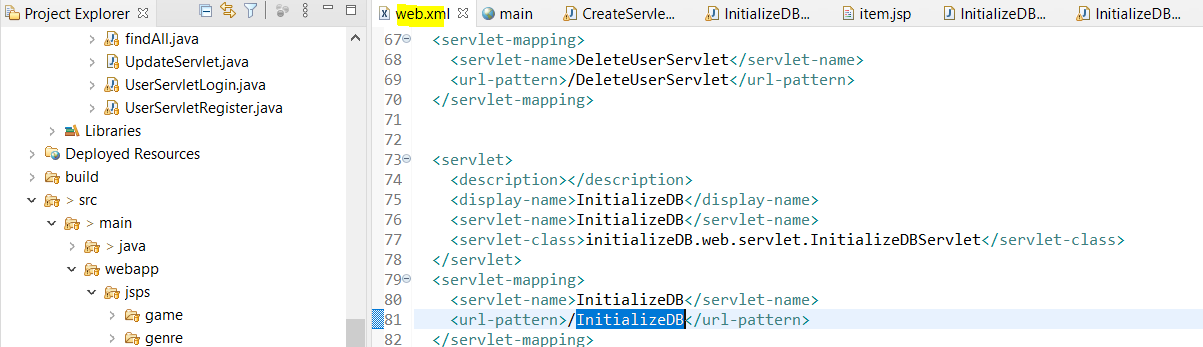 Project Explorer
findAll.java
UpdateServlet.java
UserServletLogin.java
UserServletRegister.java
Libraries
Deployed Resources
build
> src
> main
> java
webapp
jsps
game
genre
web.xml main CreateServle... InitializeDB... item.jsp InitializeDB... InitializeDB...
67 <servlet-mapping>
68 <servlet-name>DeleteUserServlet</servlet-name>
69 <url-pattern>/DeleteUserServlet</url-pattern>
70 </servlet-mapping>
71
72
73 <servlet>
74 <description></description>
75 <display-name>InitializeDB</display-name>
76 <servlet-name>InitializeDB</servlet-name>
77 <servlet-class>initializeDB.web.servlet.InitializeDBServlet</servlet-class>
78 </servlet>
79 <servlet-mapping>
80 <servlet-name>InitializeDB</servlet-name>
81 <url-pattern>/InitializeDB</url-pattern>
82 </servlet-mapping>